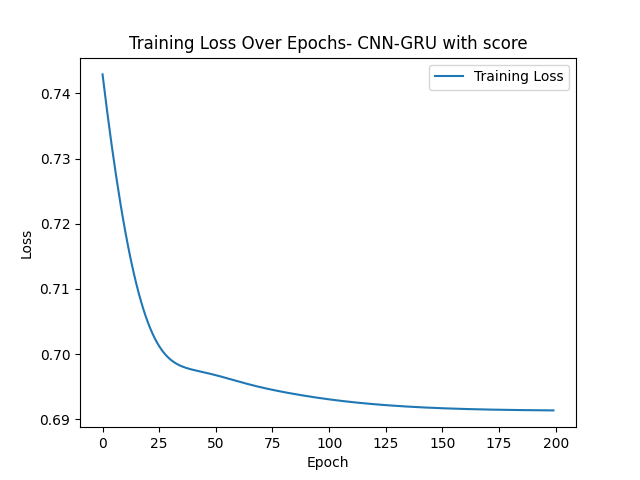 Training Loss Over Epochs- CNN-GRU with score
Training Loss
0.74
0.73
0.72
0.71
0.70
0.69
Loss
0 25 50 75 100 125 150 175 200
Epoch